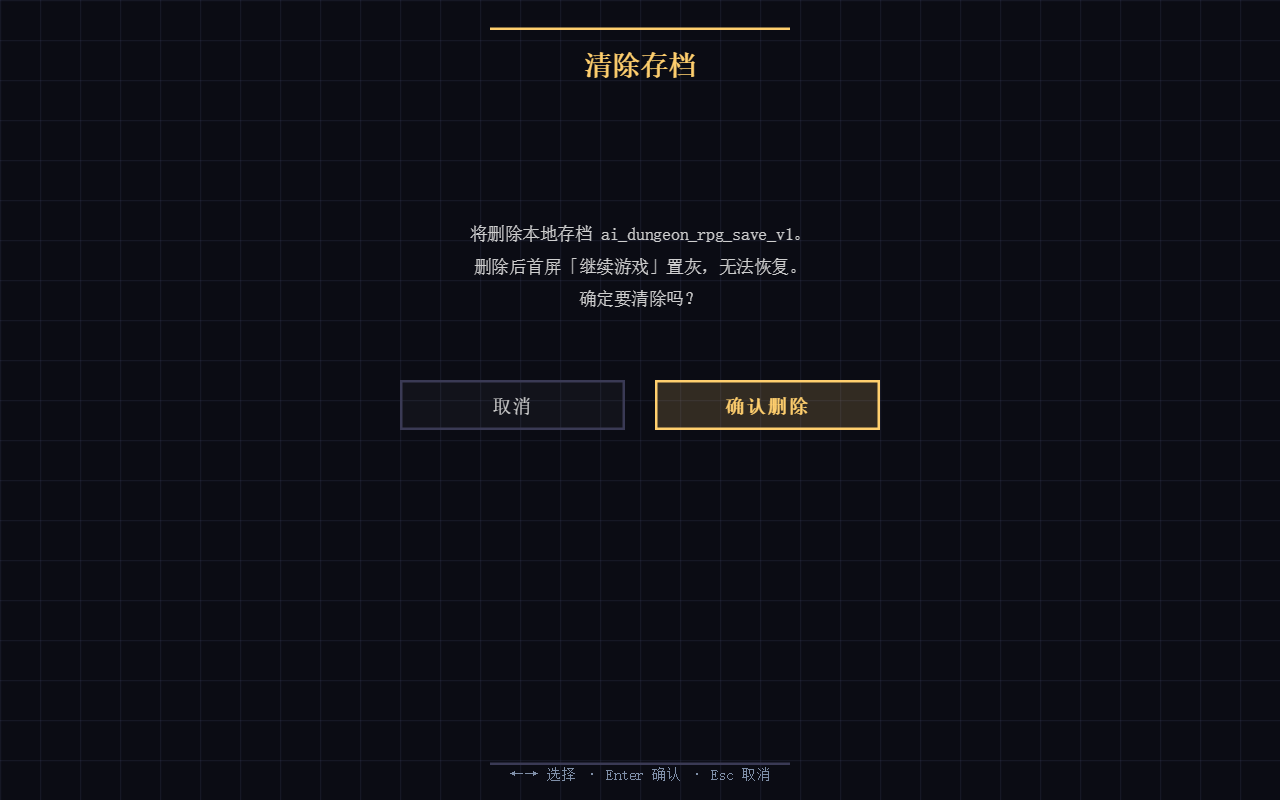 清除存档
将删除本地存档 ai_dungeon_rpg_save_v1。
删除后首屏「继续游戏」置灰，无法恢复。
确定要清除吗？
取消
确认删除
←→ 选择 · Enter 确认 · Esc 取消